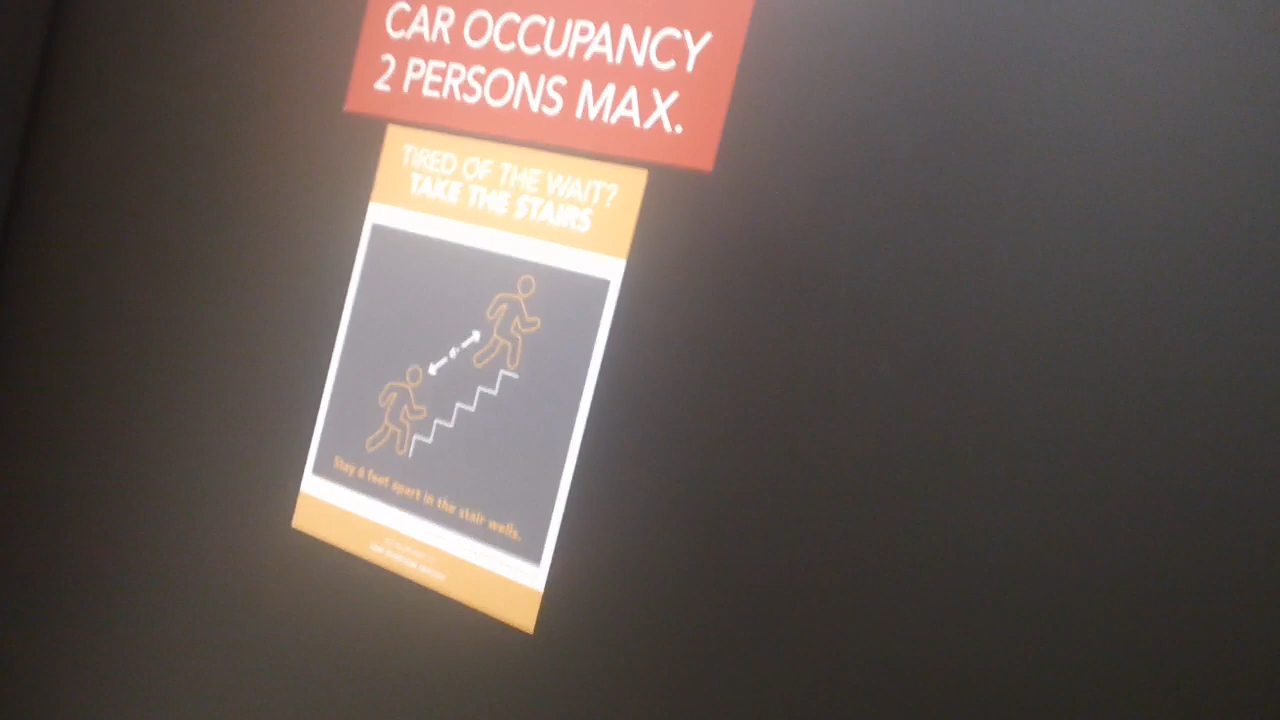 CAR OCCUPANCY
2 PERSONS MAX.
TIRED OF THE WAIT?
TAKE THE STAIRS
Stay 6 feet apart in the stair wells.